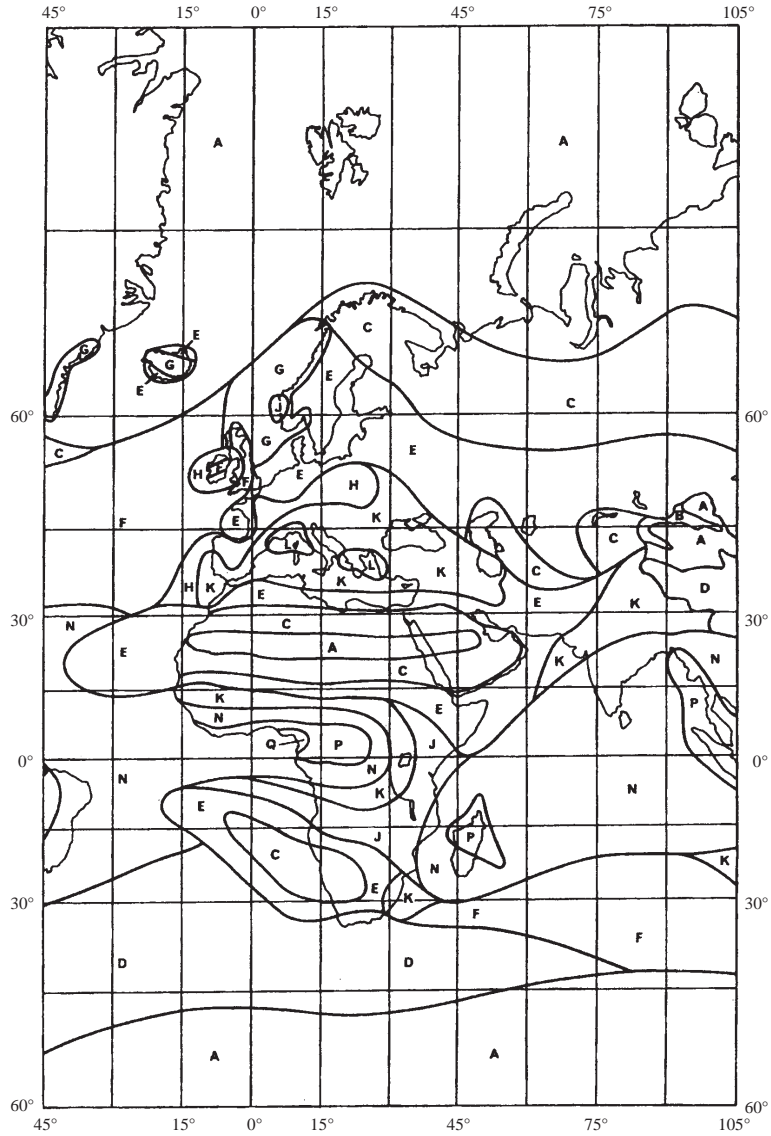 45° 15° 0° 15° 45° 75° 105°
A A
E
G C
G G E
E
J
60° C 60°
G
C E
H E F E H
F K A
E B
L C A
L K C
H K K E K D
E
30° 30°
N C
E A K N
C
K E P
N
Q P J
0° N 0°
N K N
E
J P
C N K
E K
30° F 30°
F
D D
A A
60° 60°
45° 15° 0° 15° 45° 75° 105°